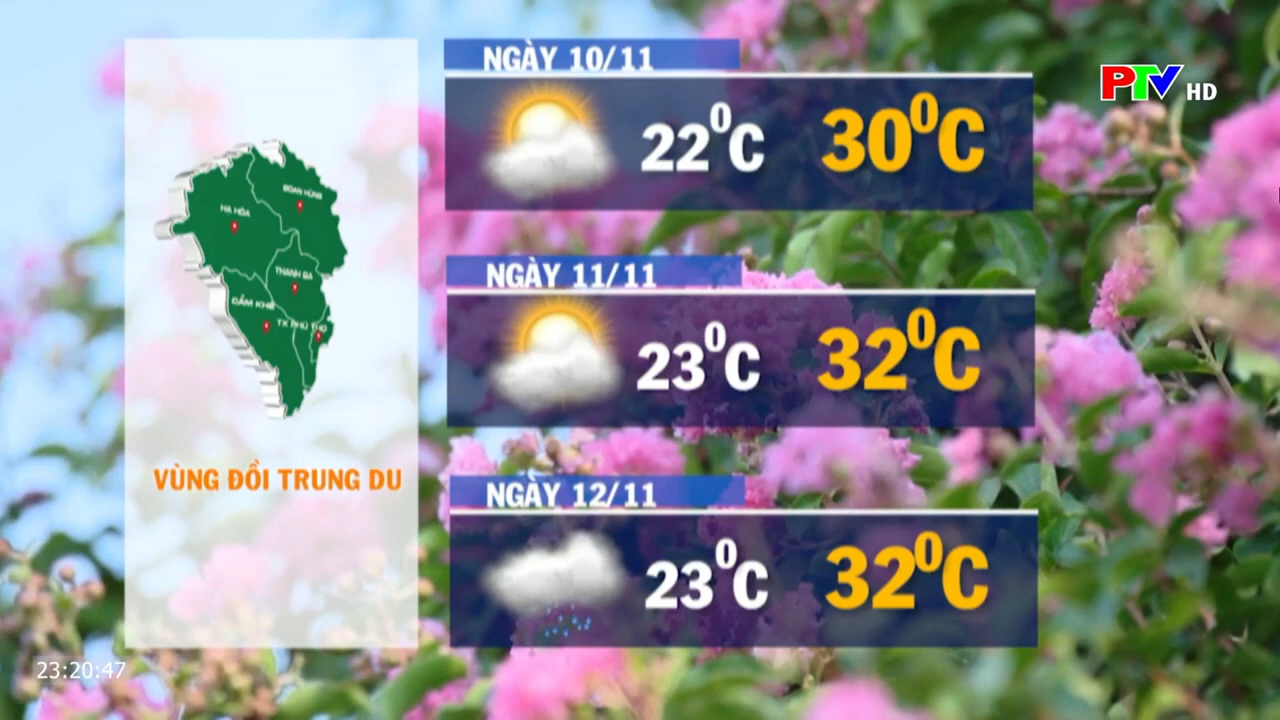 NGÀY 10/11
PTV HD
22⁰C 30⁰C
ĐOAN HÙNG
HẠ HÒA
THANH BA
CẨM KHÊ
TX PHÚ THỌ
NGÀY 11/11
23⁰C 32⁰C
VÙNG ĐỒI TRUNG DU
NGÀY 12/11
23⁰C 32⁰C
23:20:47